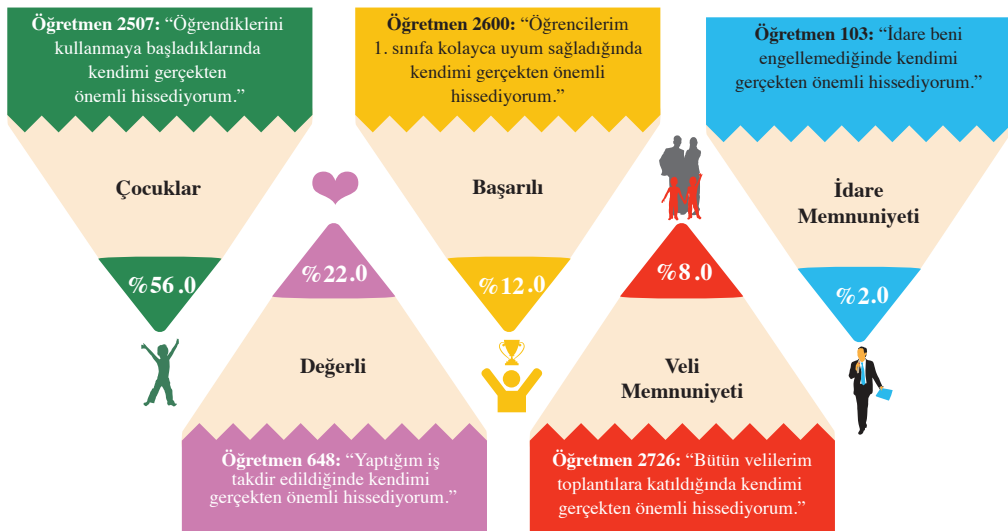 Öğretmen 2507: “Öğrendiklerini
kullanmaya başladıklarında
kendimi gerçekten
önemli hissediyorum.”
Çocuklar
%56.0
Değerli
%22.0
Öğretmen 648: “Yaptığım iş
takdir edildiğinde kendimi
gerçekten önemli hissediyorum.”
Öğretmen 2600: “Öğrencilerim
1. sınıfa kolayca uyum sağladığında
kendimi gerçekten önemli
hissediyorum.”
Başarılı
%12.0
%8.0
Veli
Memnuniyeti
Öğretmen 2726: “Bütün velilerim
toplantılara katıldığında kendimi
gerçekten önemli hissediyorum.”
Öğretmen 103: “İdare beni
engellemediğinde kendimi
gerçekten önemli hissediyorum.”
İdare
Memnuniyeti
%2.0